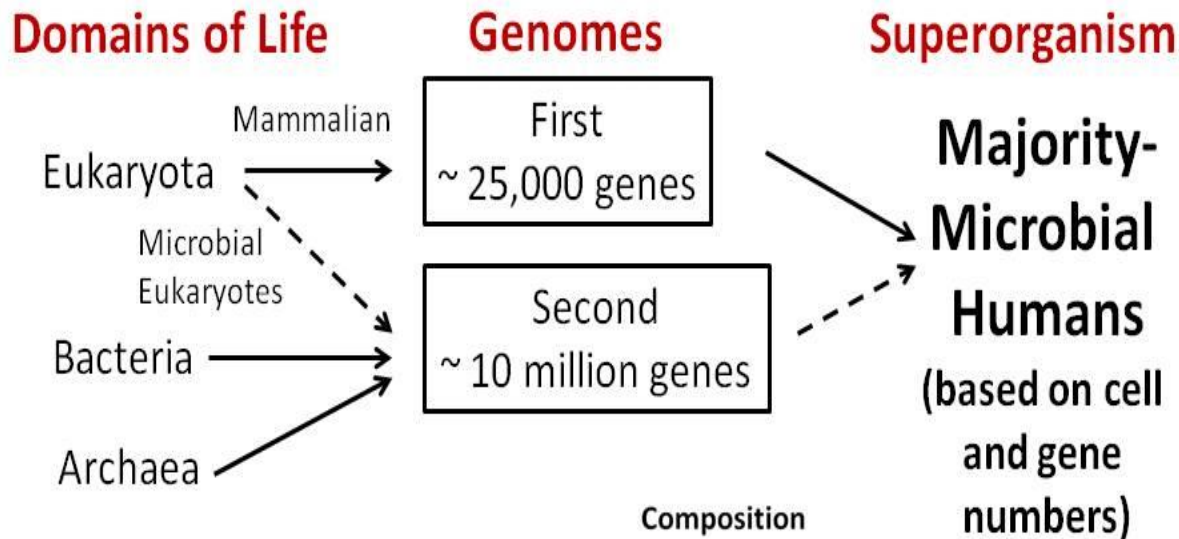 Domains of Life
Genomes
Superorganism
Mammalian
Eukaryota
Microbial
Eukaryotes
Bacteria
Archaea
First
~ 25,000 genes
Second
~ 10 million genes
Majority-
Microbial
Humans
(based on cell
and gene
numbers)
Composition